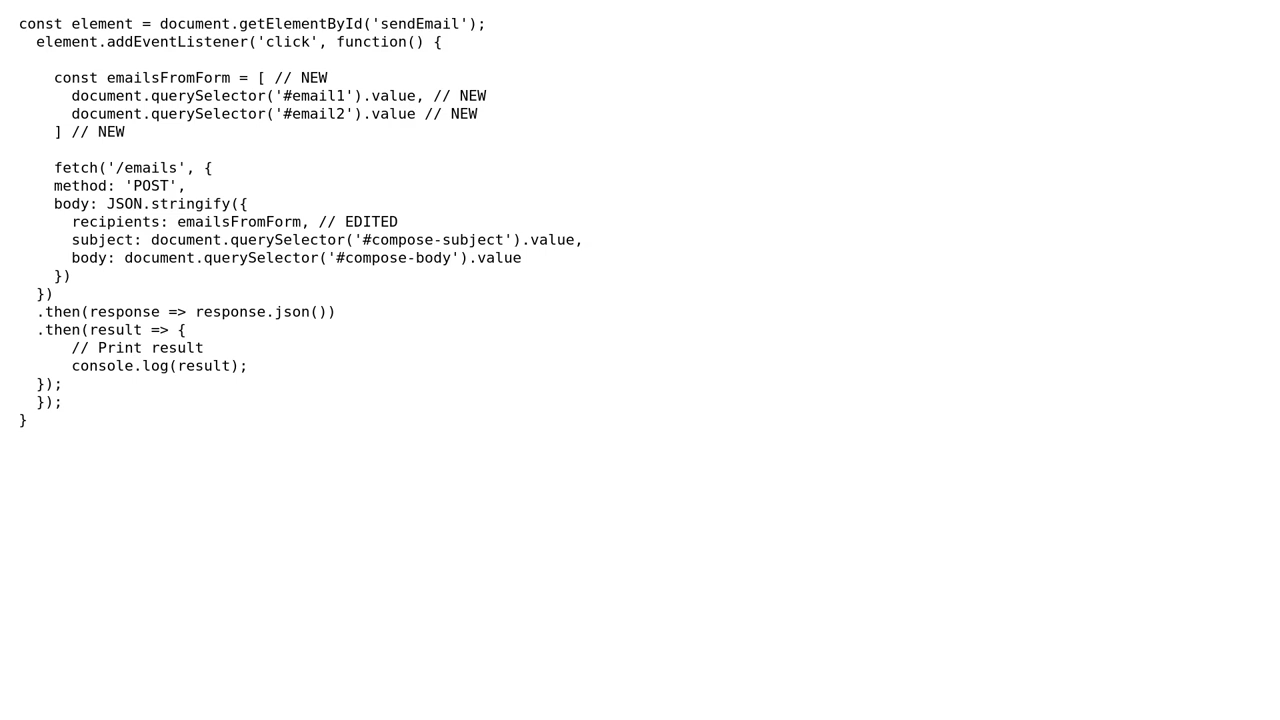 const element = document.getElementById('sendEmail');
  element.addEventListener('click', function() {

    const emailsFromForm = [ // NEW
      document.querySelector('#email1').value, // NEW
      document.querySelector('#email2').value // NEW
    ] // NEW

    fetch('/emails', {
    method: 'POST',
    body: JSON.stringify({
      recipients: emailsFromForm, // EDITED
      subject: document.querySelector('#compose-subject').value,
      body: document.querySelector('#compose-body').value
    })
  })
  .then(response => response.json())
  .then(result => {
      // Print result
      console.log(result);
  });
  });
}